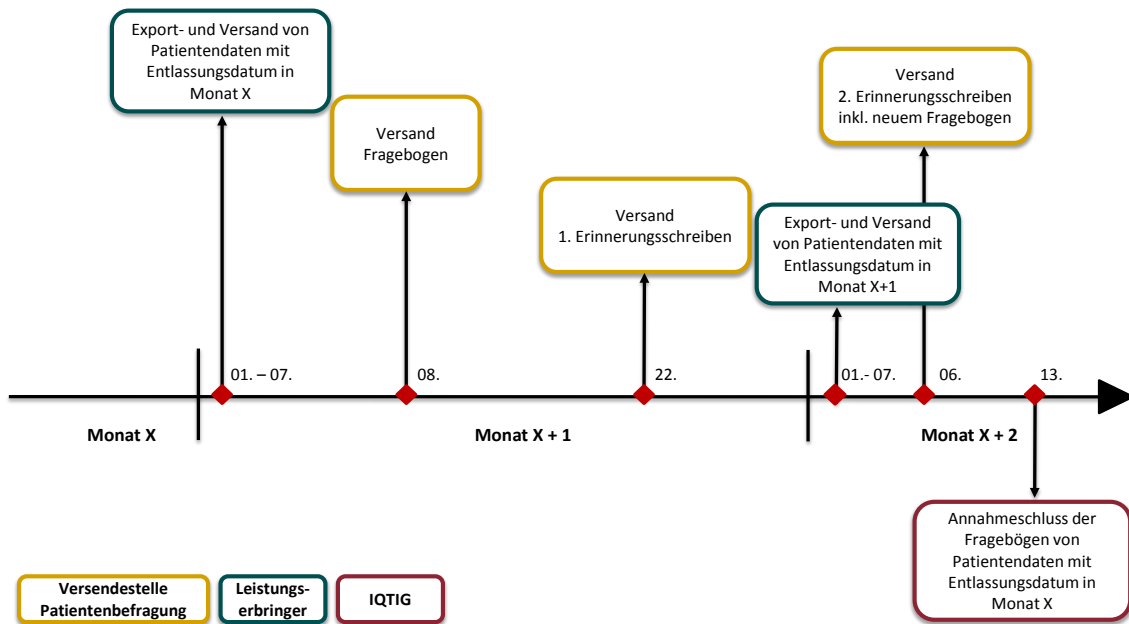 Export- und Versand von
Patientendaten mit
Entlassungsdatum in
Monat X
Versand
Fragebogen
Versand
1. Erinnerungsschreiben
Versand
2. Erinnerungsschreiben
inkl. neuem Fragebogen
Export- und Versand
von Patientendaten mit
Entlassungsdatum in
Monat X+1
01. – 07.
08.
22.
01.- 07.
06.
13.
Monat X
Monat X + 1
Monat X + 2
Annahmeschluss der
Fragebögen von
Patientendaten mit
Entlassungsdatum in
Monat X
Versendestelle
Patientenbefragung
Leistungs-
erbringer
IQTIG